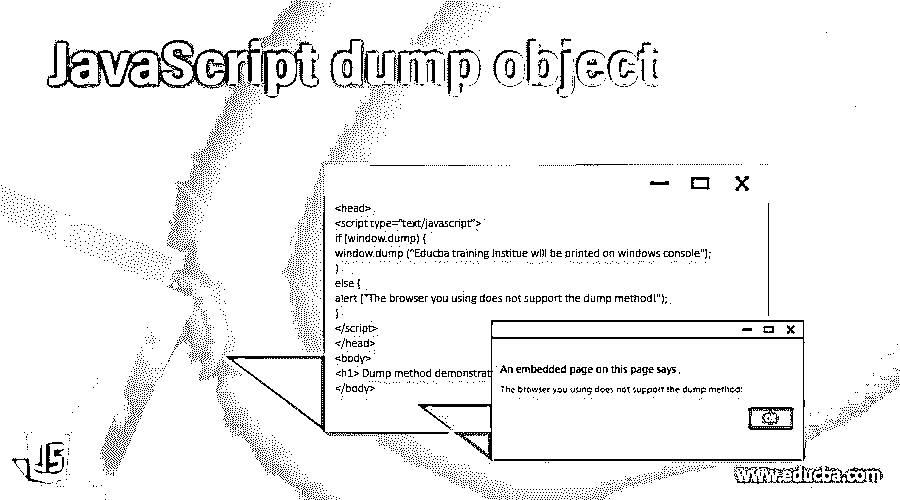 JavaScript dump object
<head>
<script type="text/javascript">
if (window.dump) {
window.dump ("Educba training Institue will be printed on windows console");
}
else {
alert ("The browser you using does not support the dump method!");
}
</script>
</head>
<body>
<h1> Dump method demonstrat
</body>
An embedded page on this page says
The browser you using does not support the dump method!
OK
JS
www.educba.com